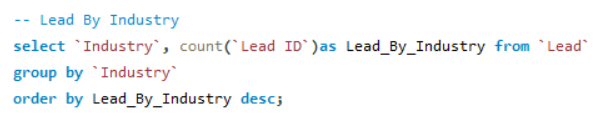 -- Lead By Industry
select `Industry`, count(`Lead ID`)as Lead_By_Industry from `Lead`
group by `Industry`
order by Lead_By_Industry desc;